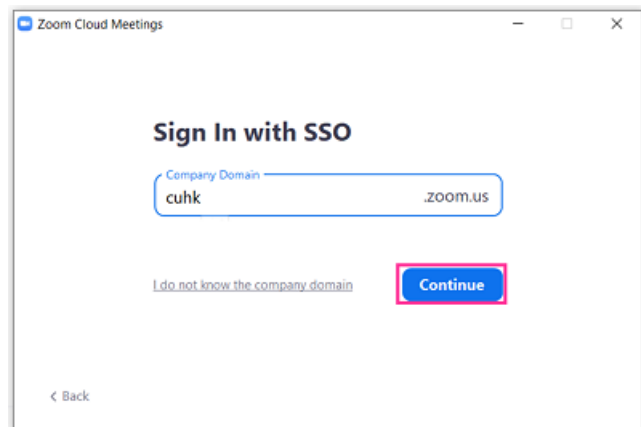 Zoom Cloud Meetings
Sign In with SSO
Company Domain
cuhk .zoom.us
I do not know the company domain Continue
< Back